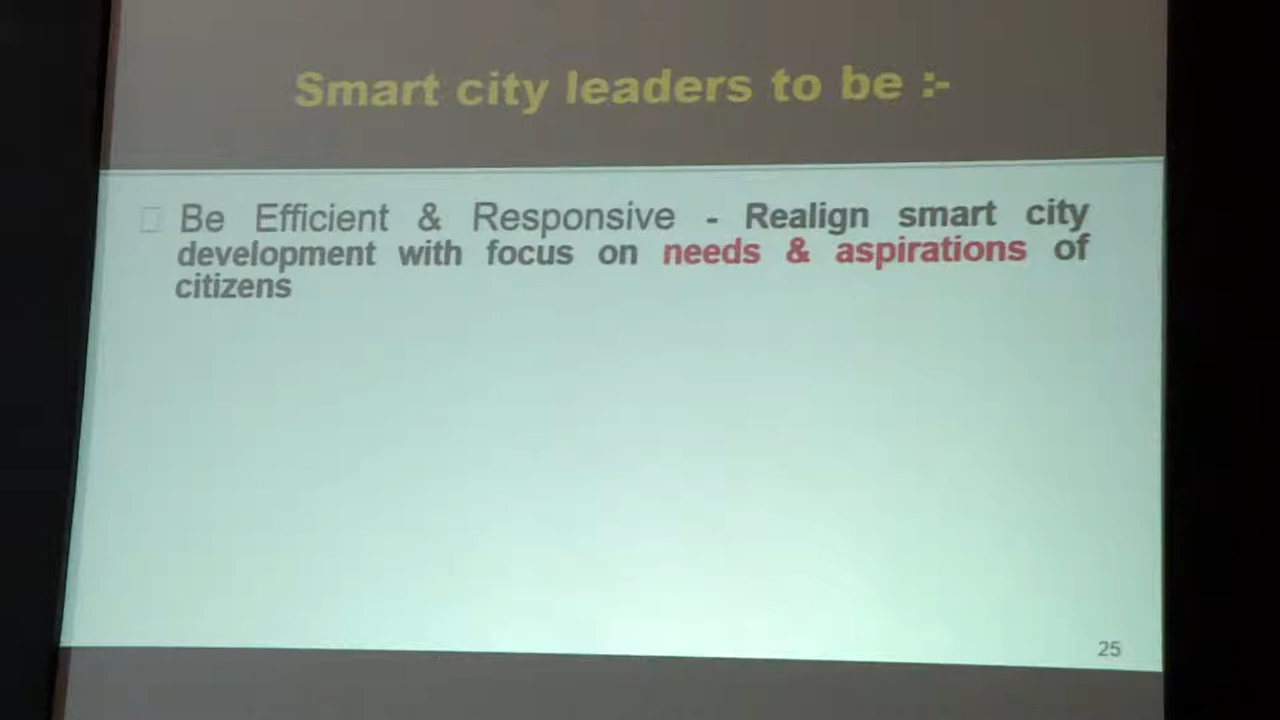 Smart city leaders to be :-
Be Efficient & Responsive - Realign smart city
development with focus on needs & aspirations of
citizens
25